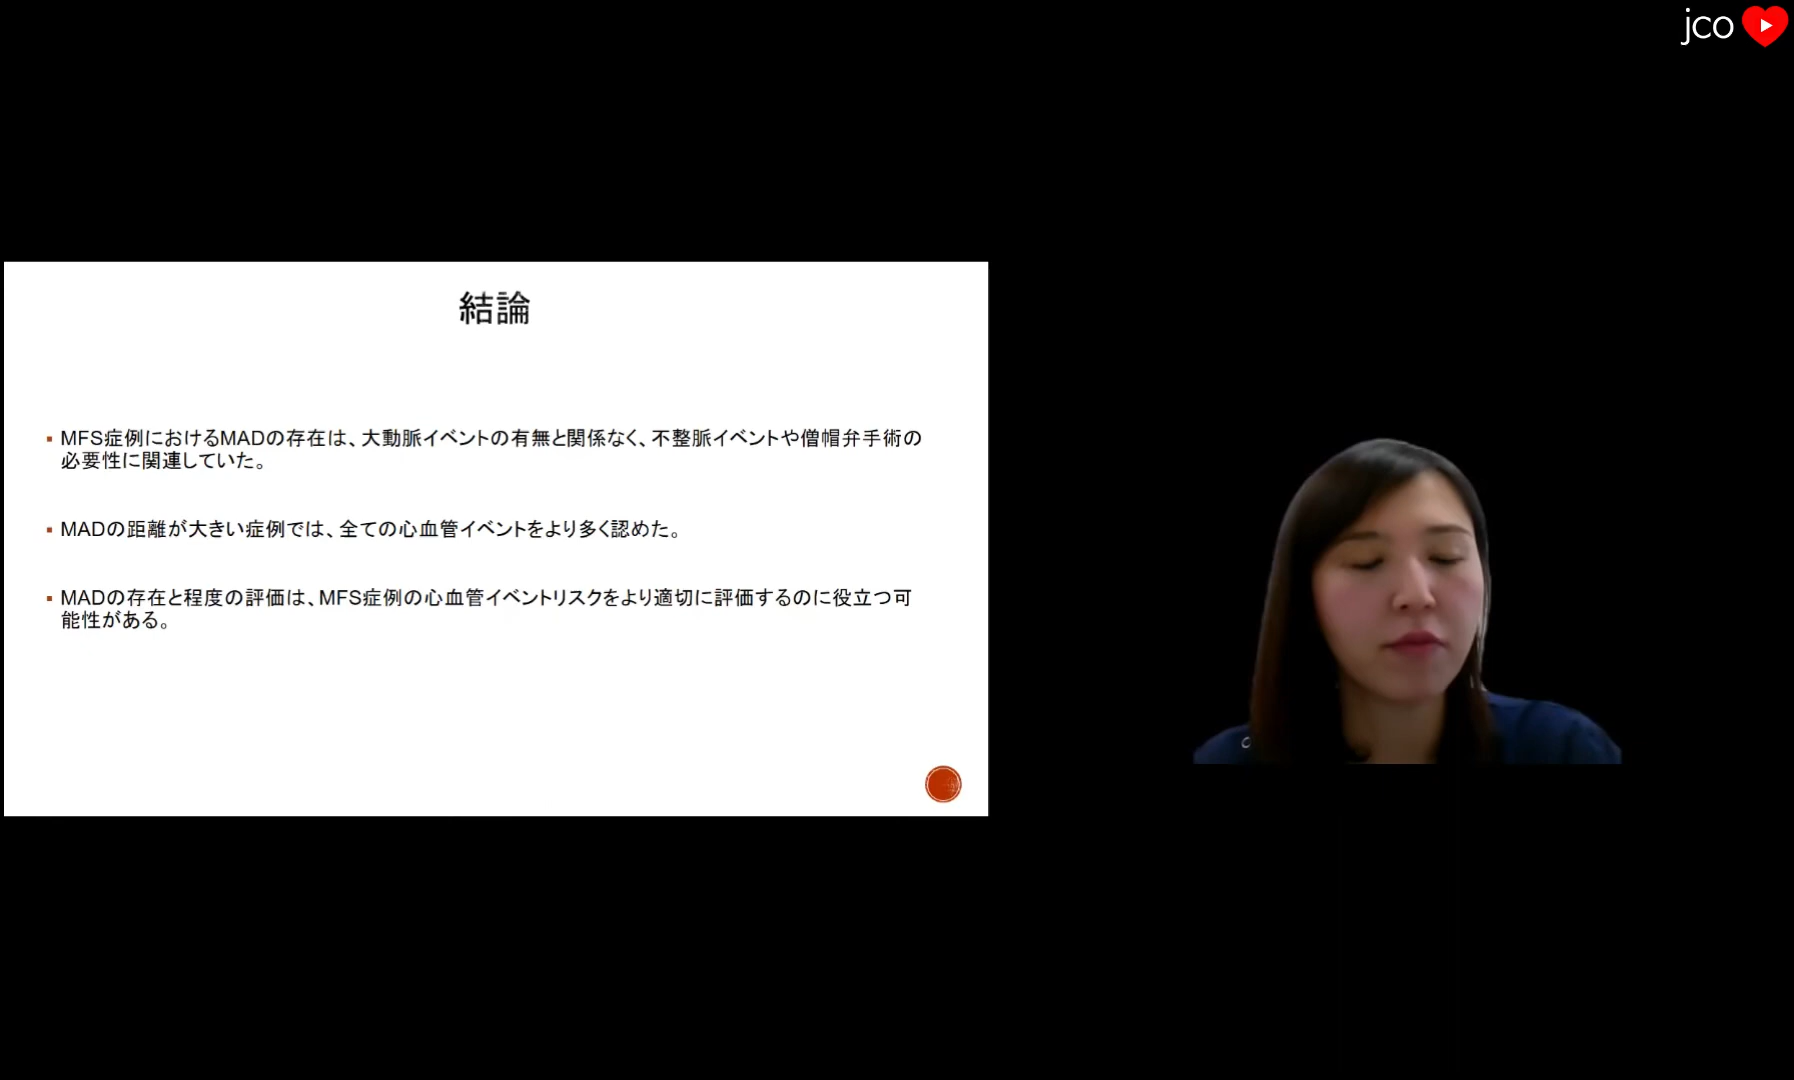 jco
結論
MFS症例におけるMADの存在は、大動脈イベントの有無と関係なく、不整脈イベントや僧帽弁手術の
必要性に関連していた。
MADの距離が大きい症例では、全ての心血管イベントをより多く認めた。
MADの存在と程度の評価は、MFS症例の心血管イベントリスクをより適切に評価するのに役立つ可
能性がある。